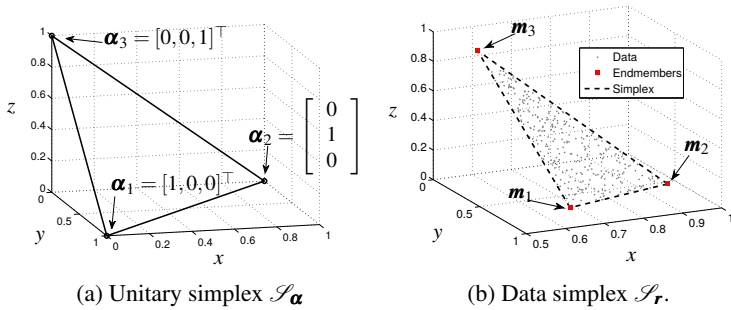 α₃ = [0,0,1]⊤
α₂ = [ 0 1 0 ]
α₁ = [1,0,0]⊤
z
1
0.8
0.6
0.4
0.2
0
0.5
1
y
0
0.2
0.4
0.6
0.8
1
x
(a) Unitary simplex 𝒮α
m₃
Data
Endmembers
Simplex
m₂
m₁
z
1
0.8
0.6
0.4
0.2
0
0
0.5
1
y
0.5
0.6
0.7
0.8
0.9
1
x
(b) Data simplex 𝒮r.